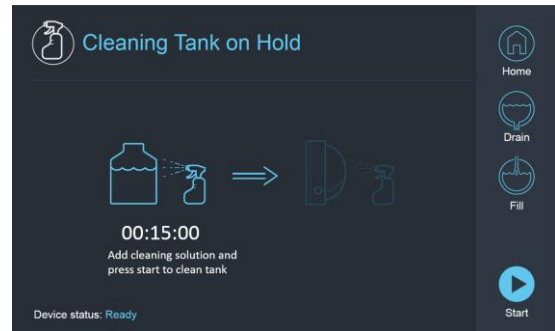 Cleaning Tank on Hold
Home
Drain
Fill
00:15:00
Add cleaning solution and
press start to clean tank
Device status: Ready
Start